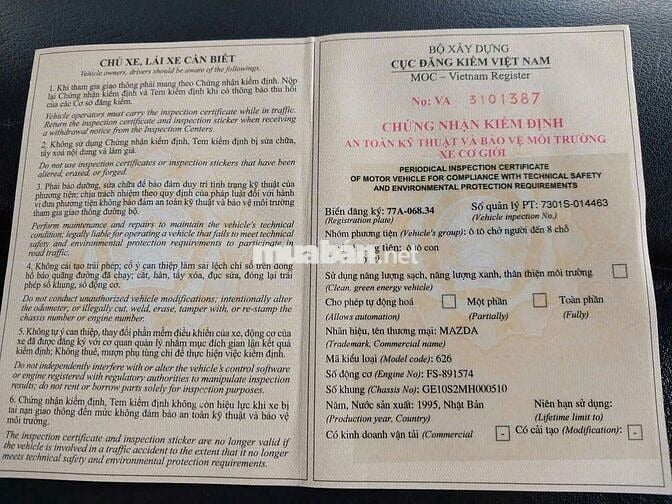 CHỦ XE, LÁI XE CẦN BIẾT
Vehicle owners, drivers should be aware of the followings.
1. Khi tham gia giao thông phải mang theo Chứng nhận kiểm định. Nộp
lại Chứng nhận kiểm định và Tem kiểm định khi có thông báo thu hồi
của các Cơ sở đăng kiểm.
Vehicle operators must carry the inspection certificate while in traffic.
Return the inspection certificate and inspection sticker when receiving
a withdrawal notice from the Inspection Centers.
2. Không sử dụng Chứng nhận kiểm định, Tem kiểm định bị sửa chữa,
tẩy xoá nội dung và làm giả.
Do not use inspection certificates or inspection stickers that have been
altered, erased, or forged.
3. Phải bảo dưỡng, sửa chữa để bảo đảm duy trì tình trạng kỹ thuật của
phương tiện; chịu trách nhiệm theo quy định của pháp luật đối với hành
vi đưa phương tiện không đảm bảo an toàn kỹ thuật và bảo vệ môi trường
tham gia giao thông đường bộ.
Perform maintenance and repairs to maintain the vehicle's technical
condition; legally liable for operating a vehicle that fails to meet technical
safety and environmental protection requirements to participate in
road traffic.
4. Không cải tạo trái phép; cố ý can thiệp làm sai lệch chỉ số trên đồng
hồ báo quãng đường đã chạy; cắt, hàn, tẩy xóa, đục sửa, đóng lại trái
phép số khung, số động cơ.
Do not conduct unauthorized vehicle modifications; intentionally alter
the odometer, or illegally cut, weld, erase, tamper with, or re-stamp the
chassis number or engine number.
5. Không tự ý can thiệp, thay đổi phần mềm điều khiển của xe, động cơ của
xe đã được đăng ký với cơ quan quản lý nhằm mục đích gian lận kết quả
kiểm định; Không thuê, mượn phụ tùng chỉ để thực hiện việc kiểm định.
Do not independently interfere with or alter the vehicle's control software
or engine registered with regulatory authorities to manipulate inspection
results; do not rent or borrow parts solely for inspection purposes.
6. Chứng nhận kiểm định, Tem kiểm định không còn hiệu lực khi xe bị
tai nạn giao thông đến mức không đảm bảo an toàn kỹ thuật và bảo vệ
môi trường.
The inspection certificate and inspection sticker are no longer valid if
the vehicle is involved in a traffic accident to the extent that it no longer
meets technical safety and environmental protection requirements.
BỘ XÂY DỰNG
CỤC ĐĂNG KIỂM VIỆT NAM
MOC – Vietnam Register
No: VA 3101387
CHỨNG NHẬN KIỂM ĐỊNH
AN TOÀN KỸ THUẬT VÀ BẢO VỆ MÔI TRƯỜNG
XE CƠ GIỚI
PERIODICAL INSPECTION CERTIFICATE
OF MOTOR VEHICLE FOR COMPLIANCE WITH TECHNICAL SAFETY
AND ENVIRONMENTAL PROTECTION REQUIREMENTS
Biển đăng ký: 77A-068.34 Số quản lý PT: 7301S-014463
(Registration plate) (Vehicle inpection No.)
Nhóm phương tiện (Vehicle's group): ô tô chở người đến 8 chỗ
tiện: ô tô con
muaban.net
Sử dụng năng lượng sạch, năng lượng xanh, thân thiện môi trường
(Clean, green energy vehicle)
Cho phép tự động hoá Một phần Toàn phần
(Allows automation) (Partially) (Fully)
Nhãn hiệu, tên thương mại: MAZDA
(Trademark, Commercial name)
Mã kiểu loại (Model code): 626
Số động cơ (Engine No): FS-891574
Số khung (Chassis No): GE10S2MH000510
Năm, Nước sản xuất: 1995, Nhật Bản Niên hạn sử dụng:
(Production year, Country) (Lifetime limit to)
Có kinh doanh vận tải (Commercial - Có cải tạo (Modification): -